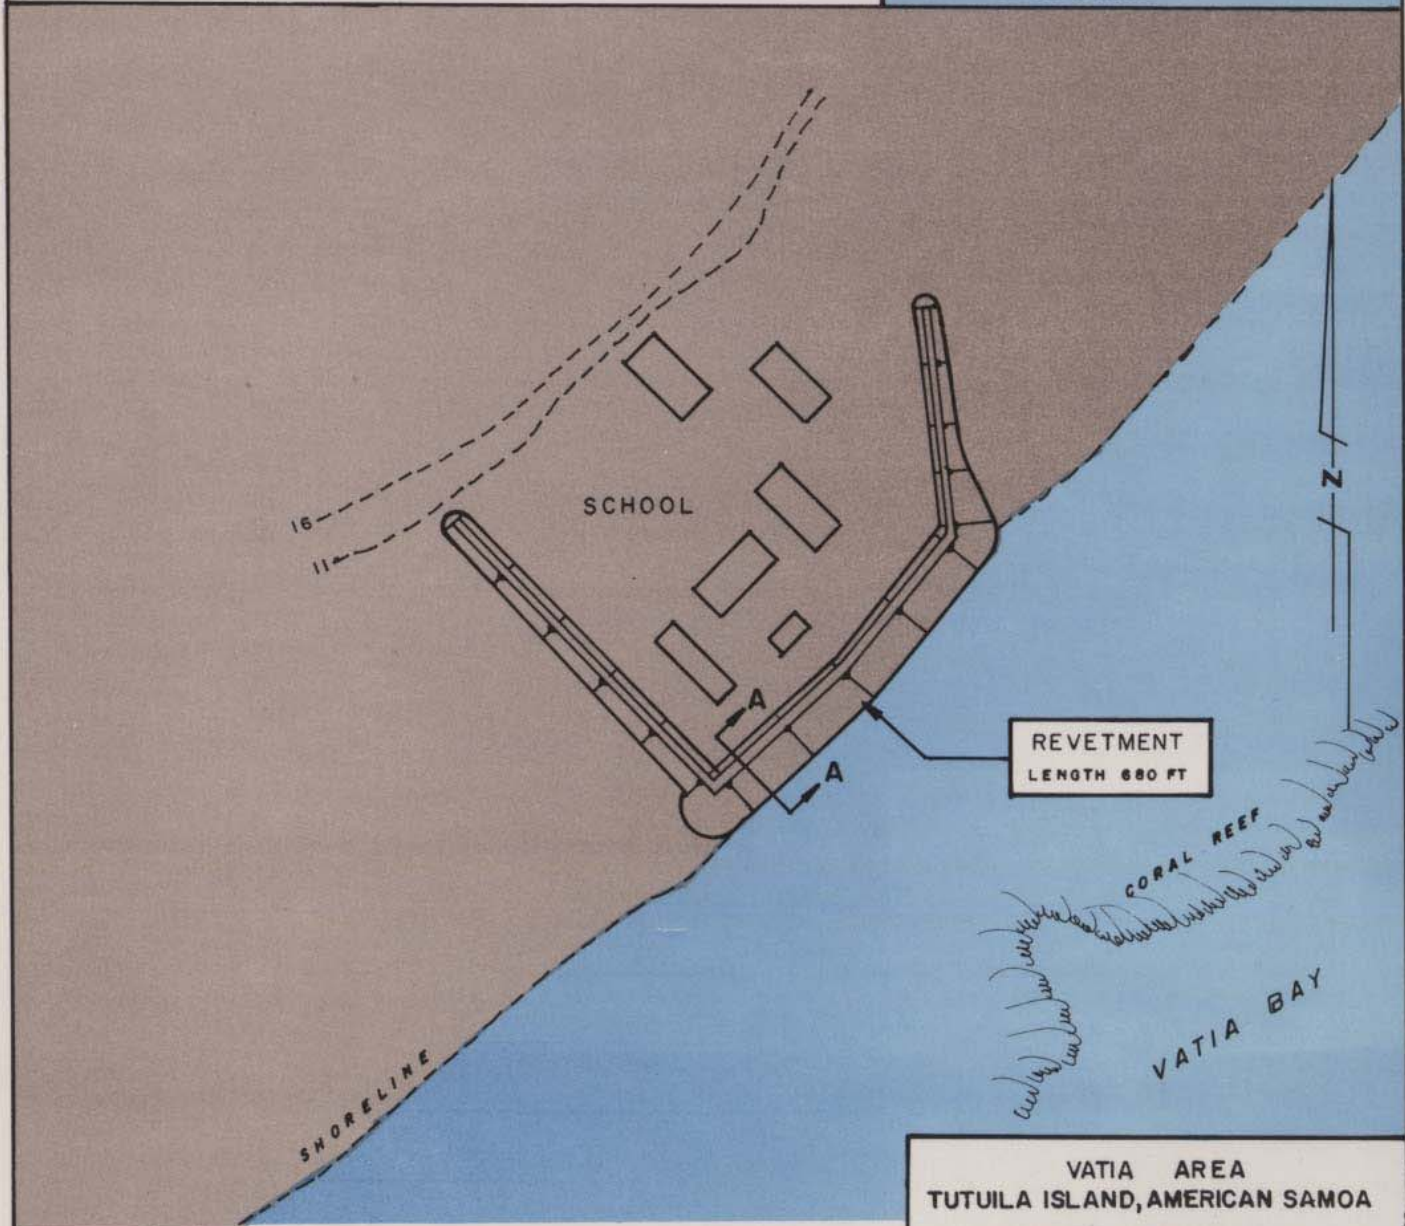 16
11
SCHOOL
A
A
N
REVETMENT
LENGTH 680 FT
CORAL REEF
VATIA BAY
SHORELINE
VATIA AREA
TUTUILA ISLAND, AMERICAN SAMOA